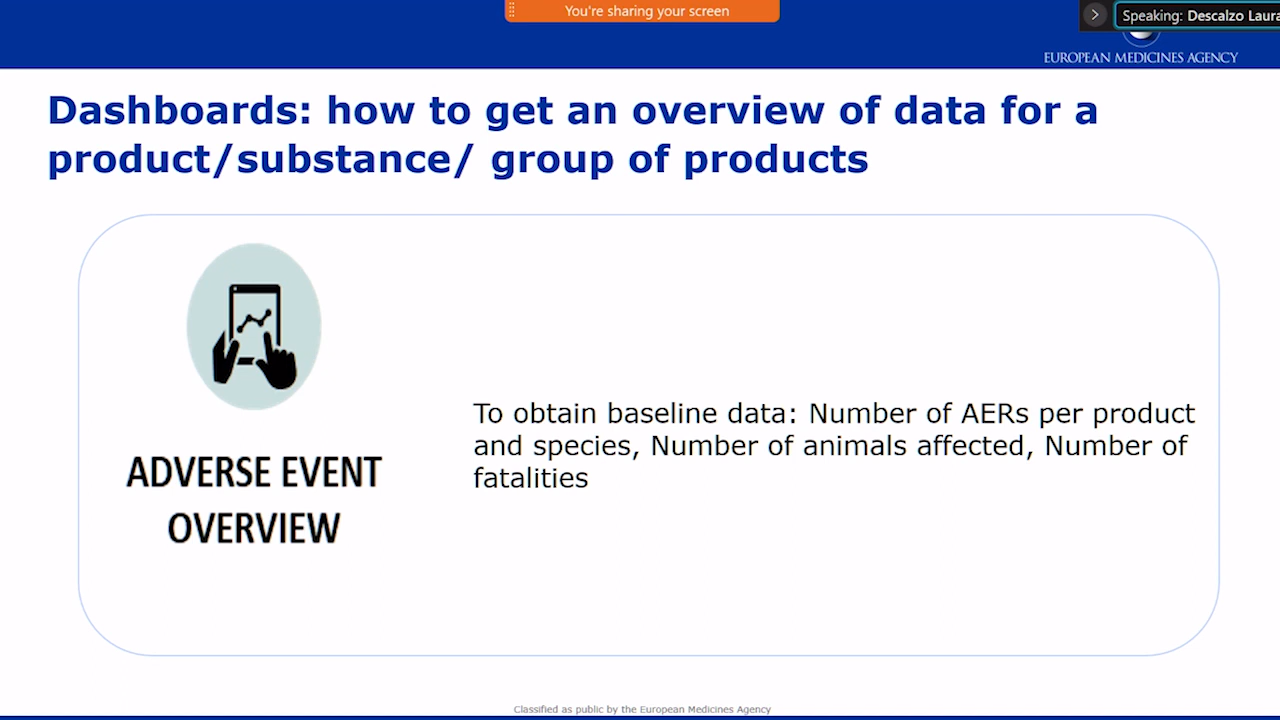 You're sharing your screen
Speaking: Descalzo Laura
EUROPEAN MEDICINES AGENCY
Dashboards: how to get an overview of data for a
product/substance/ group of products
ADVERSE EVENT
OVERVIEW
To obtain baseline data: Number of AERs per product
and species, Number of animals affected, Number of
fatalities
Classified as public by the European Medicines Agency